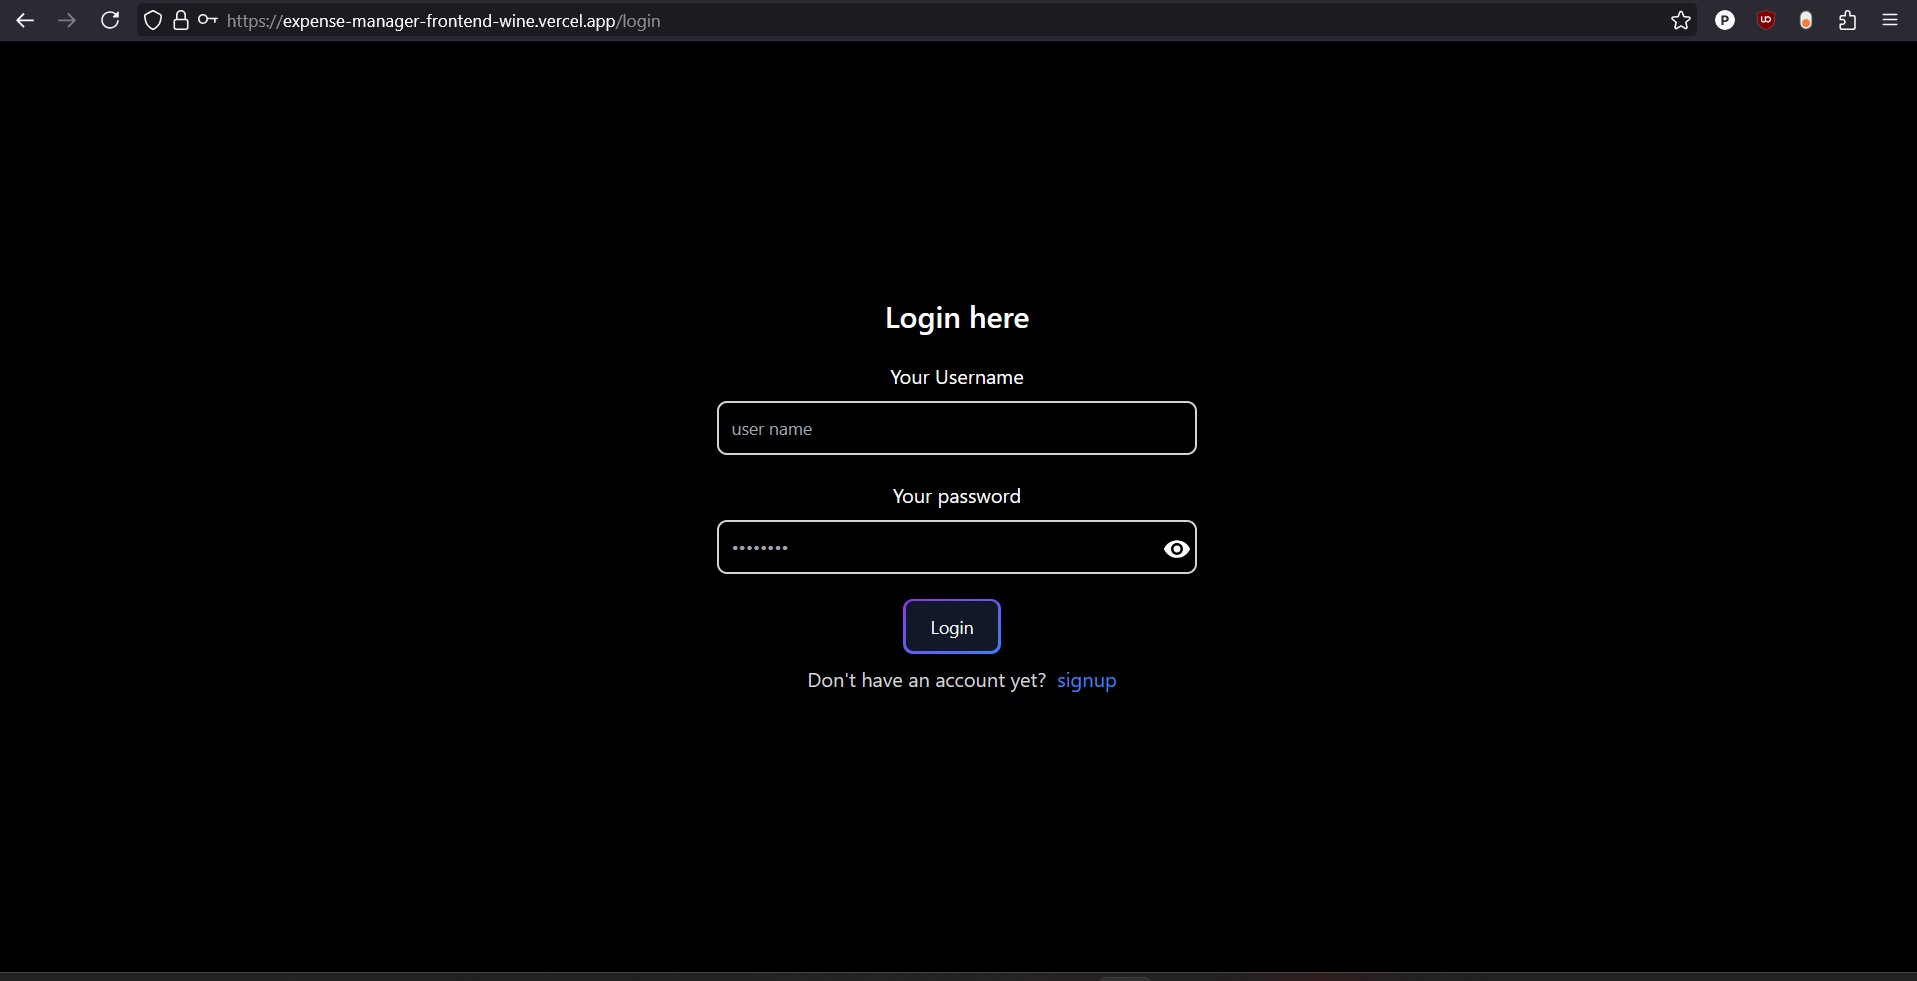 https://expense-manager-frontend-wine.vercel.app/login
Login here
Your Username
user name
Your password
••••••••
Login
Don't have an account yet? signup